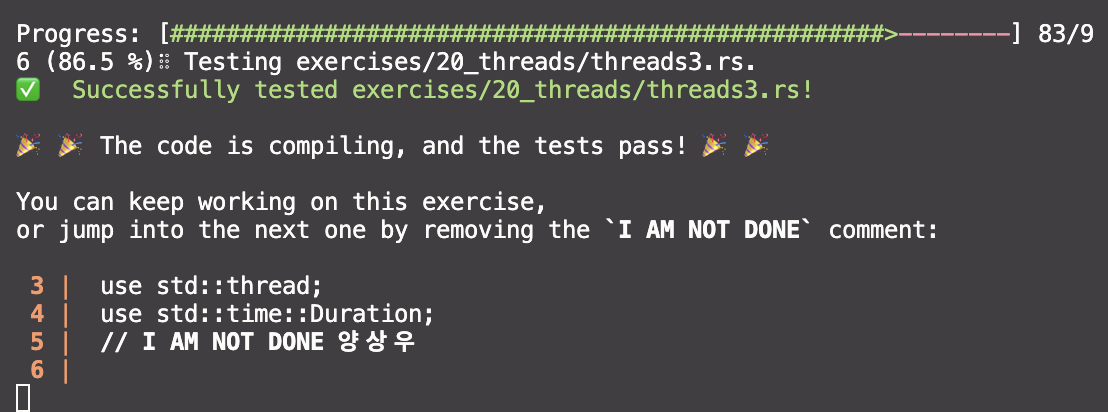 Progress: [###################################################>--------] 83/9
6 (86.5 %)⠿ Testing exercises/20_threads/threads3.rs.
✅  Successfully tested exercises/20_threads/threads3.rs!
🎉 🎉 The code is compiling, and the tests pass! 🎉 🎉
You can keep working on this exercise,
or jump into the next one by removing the `I AM NOT DONE` comment:
3 |  use std::thread;
4 |  use std::time::Duration;
5 |  // I AM NOT DONE 양상우
6 |